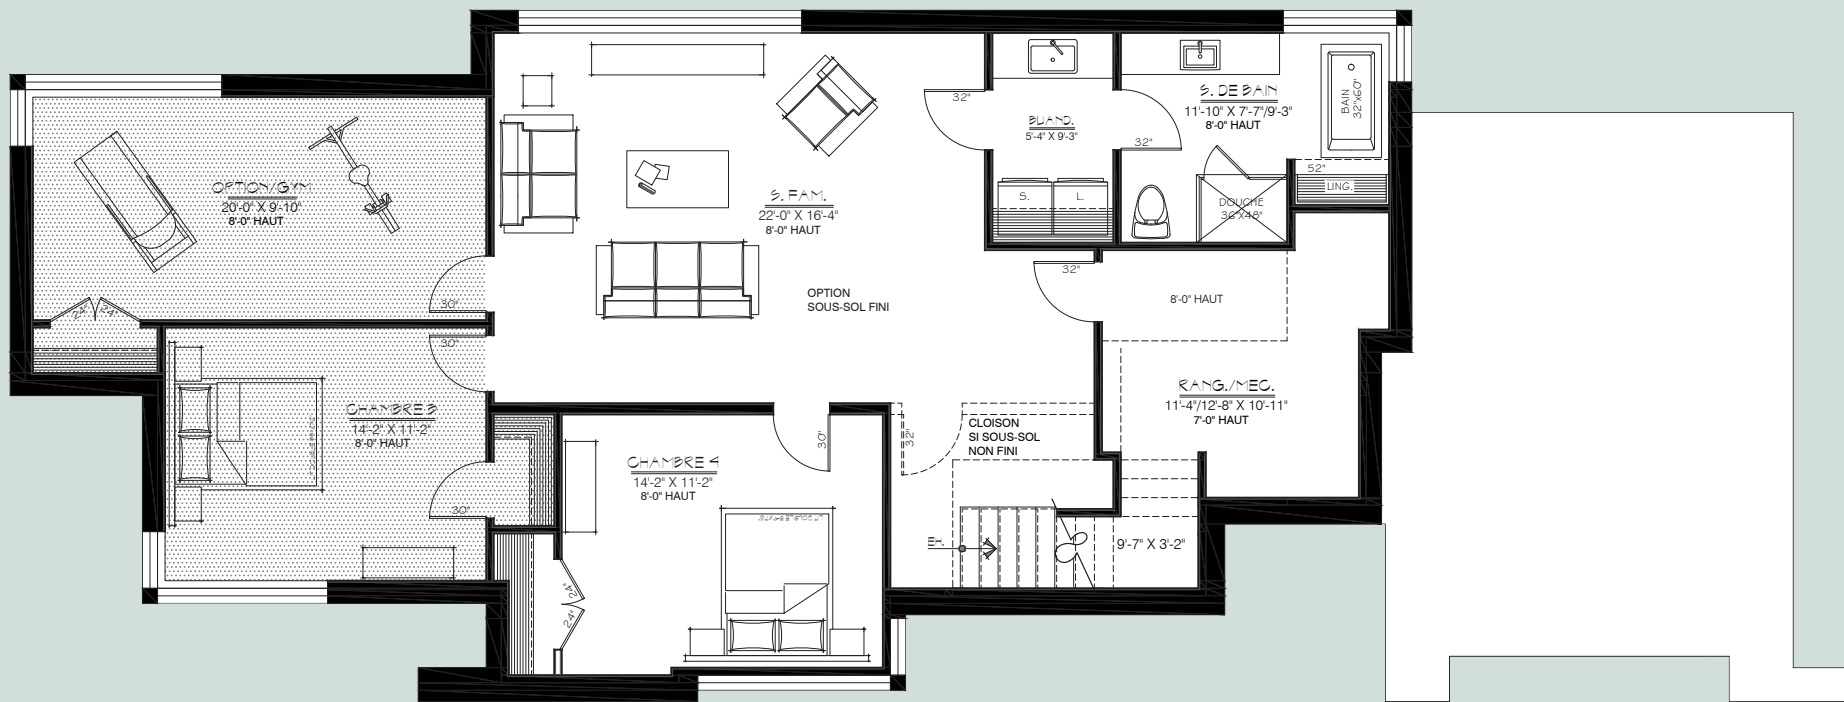 OPTION/GYM
20'-0" X 9'-10"
8'-0" HAUT
24"
24"
30"
30"
CHAMBRE 3
14'-2" X 11'-2"
8'-0" HAUT
30"
S. FAM.
22'-0" X 16'-4"
8'-0" HAUT
OPTION
SOUS-SOL FINI
32"
BUAND.
5'-4" X 9'-3"
S.
L.
32"
S. DE BAIN
11'-10" X 7'-7"/9'-3"
8'-0" HAUT
BAIN
32"x60"
52"
LING.
DOUCHE
36"X48"
32"
8'-0" HAUT
RANG./MEC.
11'-4"/12'-8" X 10'-11"
7'-0" HAUT
CHAMBRE 4
14'-2" X 11'-2"
8'-0" HAUT
30"
24"
24"
32"
CLOISON
SI SOUS-SOL
NON FINI
EH.
9'-7" X 3'-2"